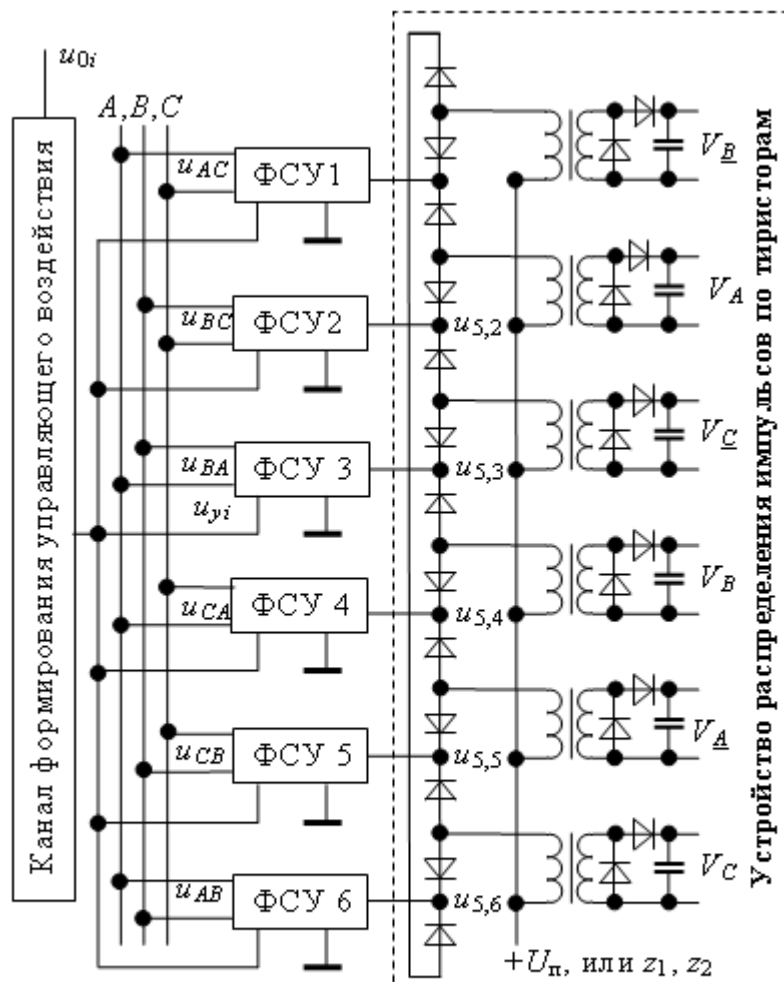 u0i
A, B, C
Канал формирования управляющего воздействия
uAC
ФСУ1
VB
uBC
ФСУ2
u5,2
VA
uBA
ФСУ 3
u5,3
VC
uyi
uCA
ФСУ 4
u5,4
VB
uCB
ФСУ 5
u5,5
VA
uAB
ФСУ 6
u5,6
VC
+Uп, или z1, z2
Устройство распределения импульсов по тиристорам